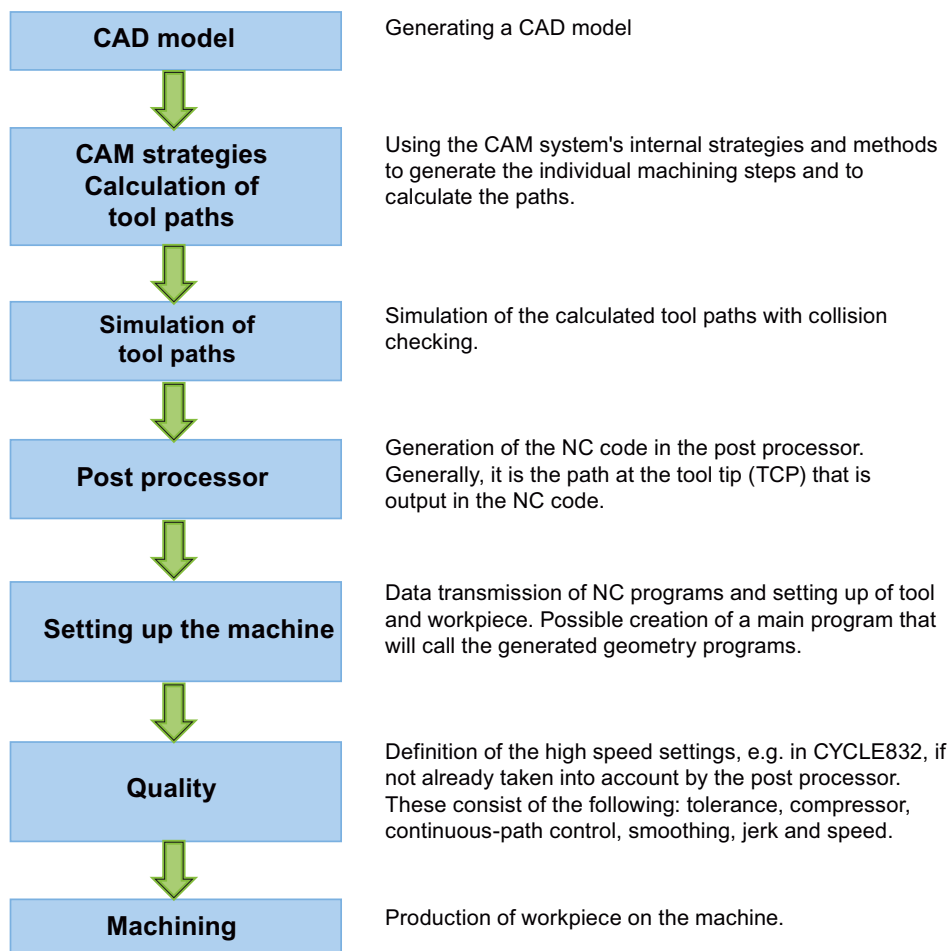 CAD model
Generating a CAD model
CAM strategies
Calculation of
tool paths
Using the CAM system's internal strategies and methods
to generate the individual machining steps and to
calculate the paths.
Simulation of
tool paths
Simulation of the calculated tool paths with collision
checking.
Post processor
Generation of the NC code in the post processor.
Generally, it is the path at the tool tip (TCP) that is
output in the NC code.
Setting up the machine
Data transmission of NC programs and setting up of tool
and workpiece. Possible creation of a main program that
will call the generated geometry programs.
Quality
Definition of the high speed settings, e.g. in CYCLE832, if
not already taken into account by the post processor.
These consist of the following: tolerance, compressor,
continuous-path control, smoothing, jerk and speed.
Machining
Production of workpiece on the machine.